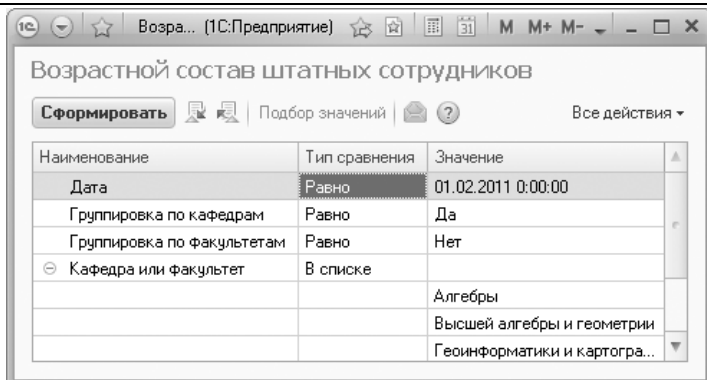 1С Возра... (1С:Предприятие) 31 M M+ M-
Возрастной состав штатных сотрудников
Сформировать Подбор значений ? Все действия
Наименование Тип сравнения Значение
Дата Равно 01.02.2011 0:00:00
Группировка по кафедрам Равно Да
Группировка по факультетам Равно Нет
Кафедра или факультет В списке
Алгебры
Высшей алгебры и геометрии
Геоинформатики и картогра...